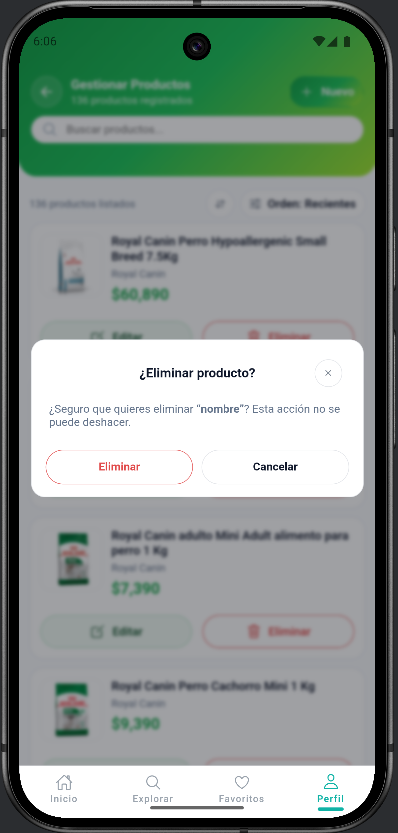 6:06
Gestionar Productos
136 productos registrados
Nuevo
Buscar productos...
136 productos listados
Orden: Recientes
Royal Canin Perro Hypoallergenic Small
Breed 7.5Kg
Royal Canin
$60,890
Editar
Eliminar
¿Eliminar producto?
¿Seguro que quieres eliminar “nombre”? Esta acción no se
puede deshacer.
Eliminar
Cancelar
Royal Canin adulto Mini Adult alimento para
perro 1 Kg
Royal Canin
$7,390
Editar
Eliminar
Royal Canin Perro Cachorro Mini 1 Kg
Royal Canin
$9,390
Inicio
Explorar
Favoritos
Perfil